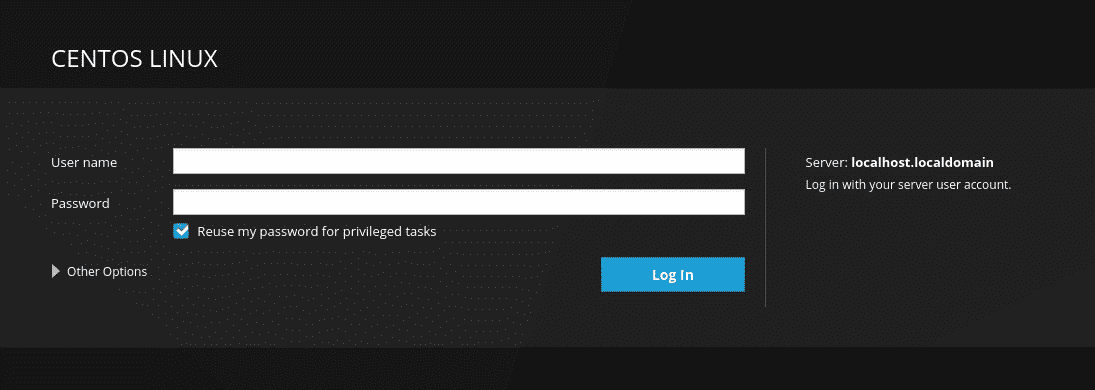 CENTOS LINUX
User name
Password
Reuse my password for privileged tasks
Other Options
Log In
Server: localhost.localdomain
Log in with your server user account.